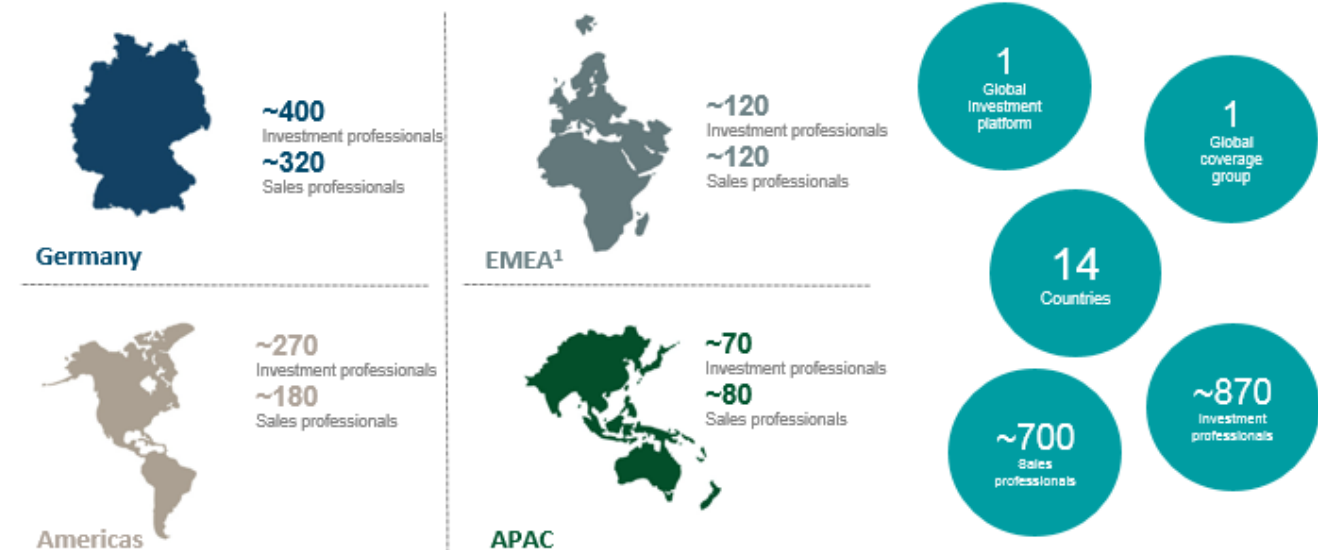 ~400
Investment professionals
~320
Sales professionals
Germany
~120
Investment professionals
~120
Sales professionals
EMEA¹
~270
Investment professionals
~180
Sales professionals
Americas
~70
Investment professionals
~80
Sales professionals
APAC
1
Global
investment
platform
1
Global
coverage
group
14
Countries
~870
Investment
professionals
~700
Sales
professionals